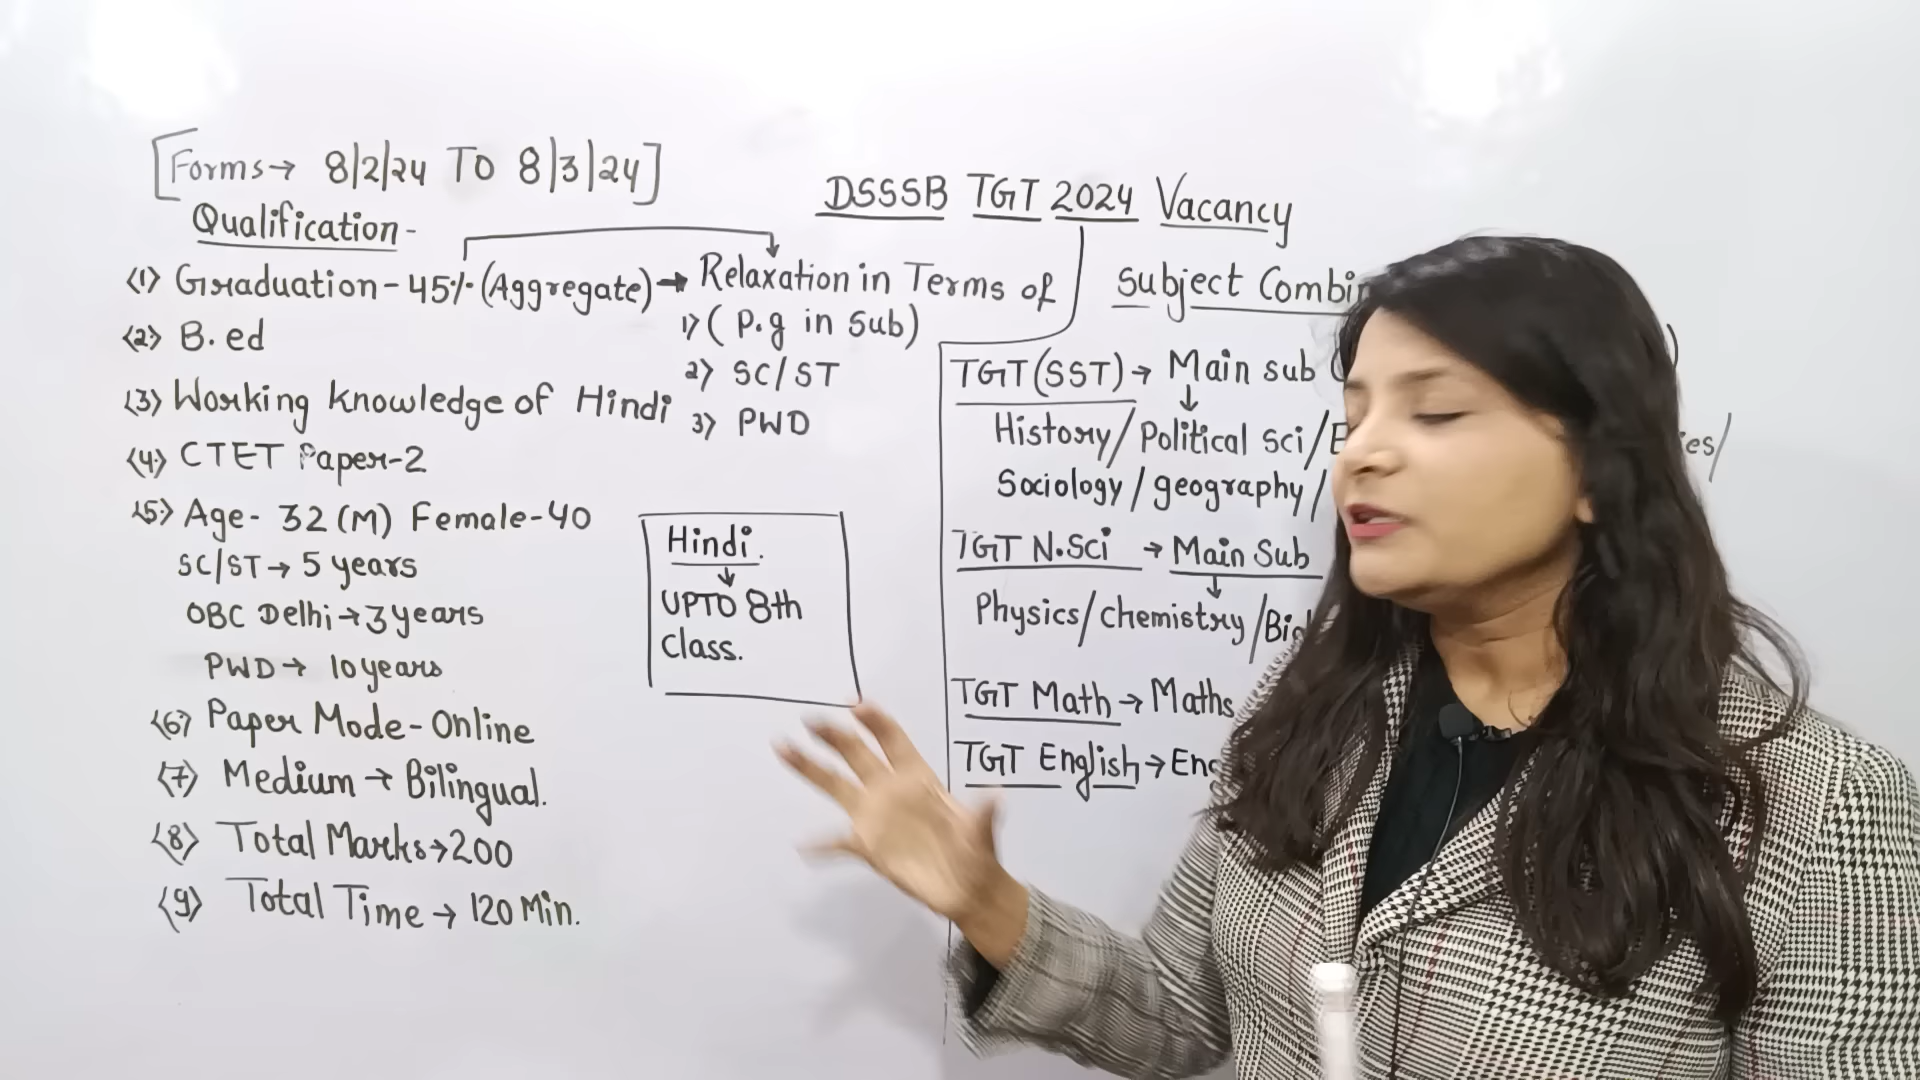 [Forms→ 8|2|24 TO 8|3|24]
Qualification-
<1> Graduation-45%(Aggregate)→ Relaxation in Terms of
1> (P.g in Sub)
2> SC/ST
3> PWD
<2> B.ed
<3> Working knowledge of Hindi
<4> CTET Paper-2
<5> Age- 32 (M) Female-40
SC/ST→ 5 years
OBC Delhi→3 years
PWD→ 10 years
<6> Paper Mode-Online
<7> Medium→ Bilingual.
<8> Total Marks→200
<9> Total Time→ 120 Min.
Hindi.
↓
UPTO 8th
Class.
DSSSB TGT 2024 Vacancy
Subject
TGT(SST)→ Main sub
↓
History/Political Sci/
Sociology/geography/
TGT N.Sci → Main Sub
↓
Physics/chemistry/
TGT Math→ Maths
TGT English→